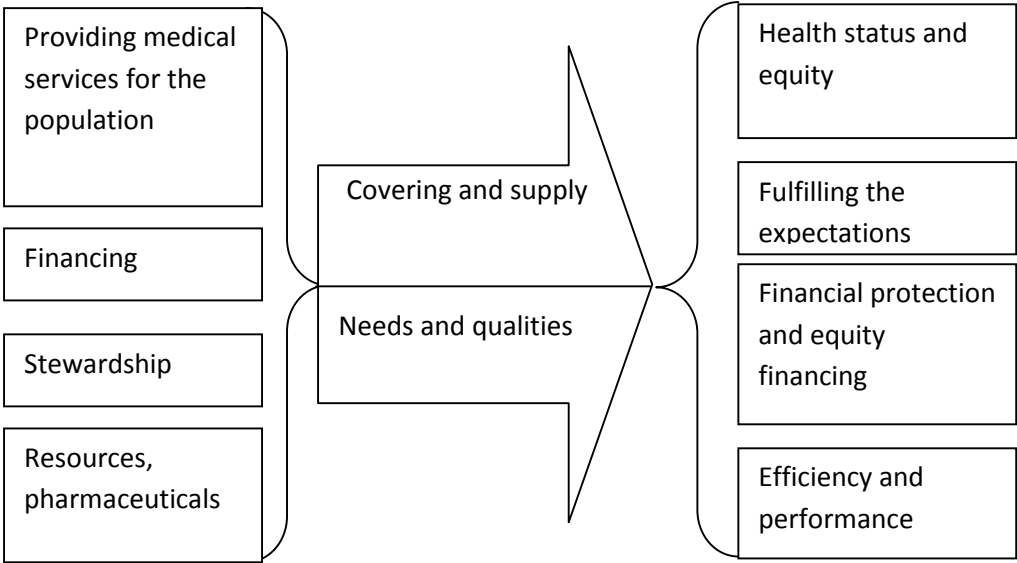 Providing medical
services for the
population
Financing
Stewardship
Resources,
pharmaceuticals
Covering and supply
Needs and qualities
Health status and
equity
Fulfilling the
expectations
Financial protection
and equity
financing
Efficiency and
performance